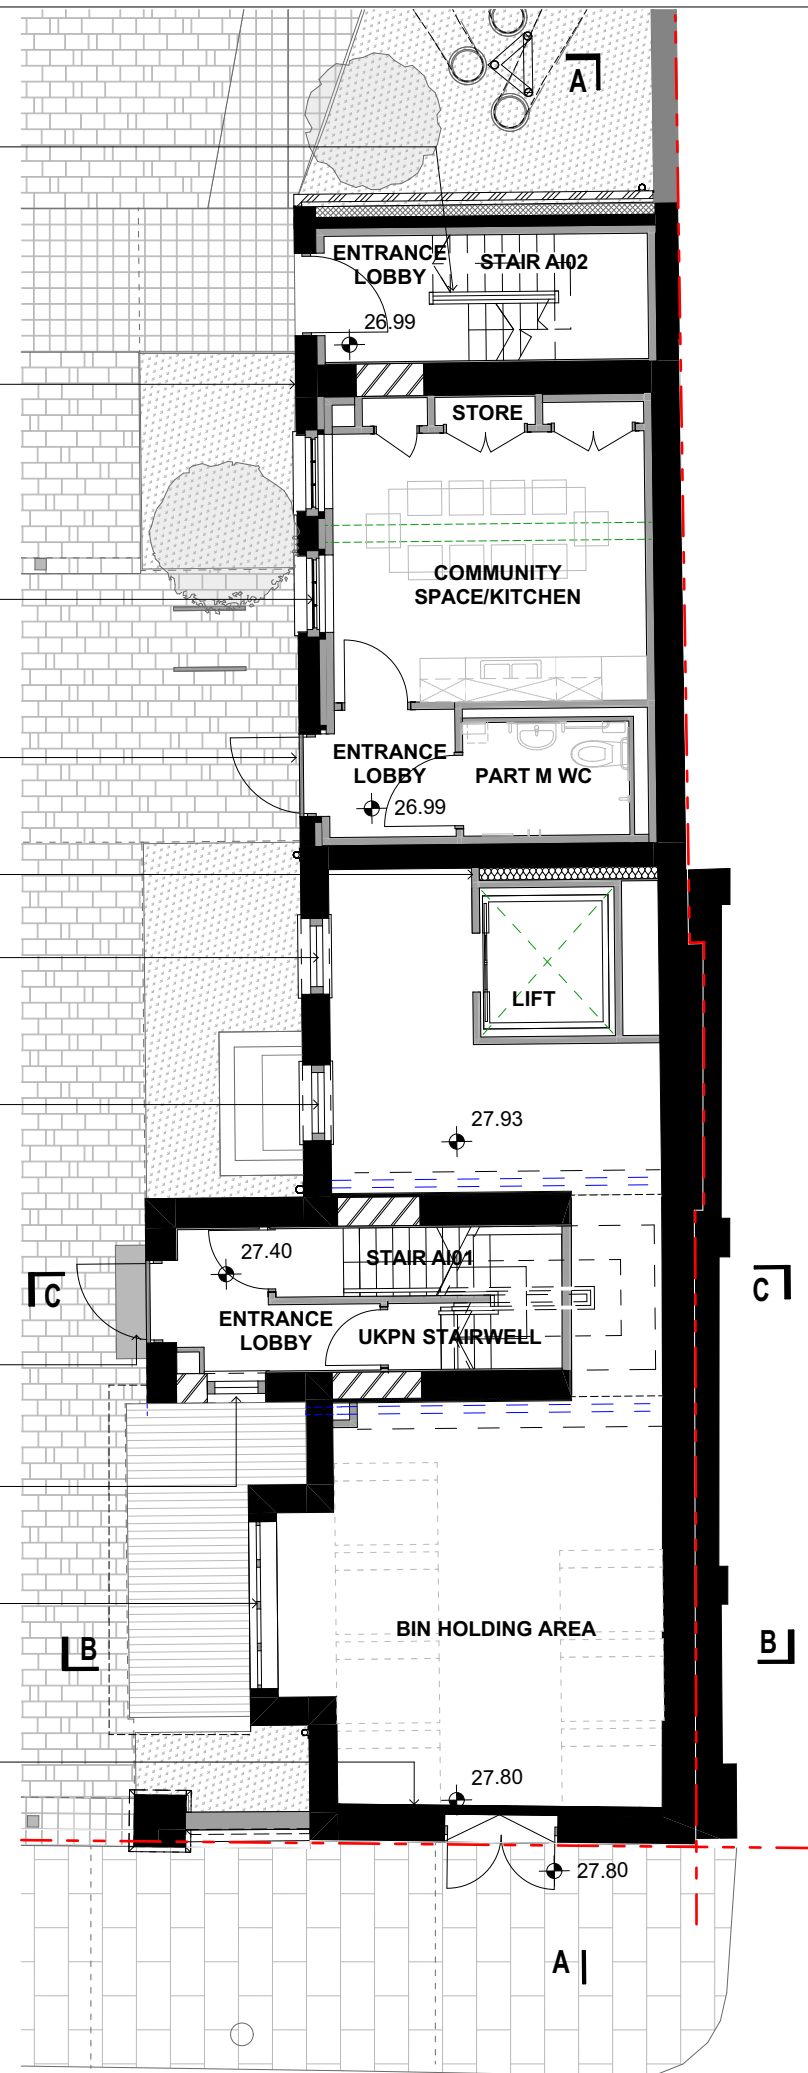 A
ENTRANCE
LOBBY
STAIR AI02
26.99
STORE
COMMUNITY
SPACE/KITCHEN
ENTRANCE
LOBBY
PART M WC
26.99
LIFT
27.93
27.40
STAIR AI01
C
C
ENTRANCE
LOBBY
UKPN STAIRWELL
BIN HOLDING AREA
B
B
27.80
27.80
A